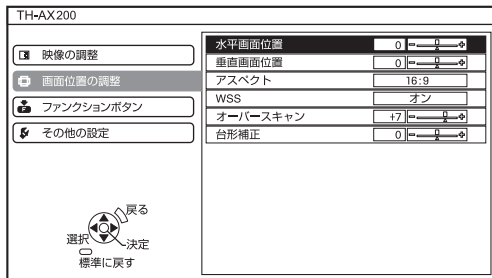 TH-AX200
映像の調整
画面位置の調整
ファンクションボタン
その他の設定
水平画面位置 0
垂直画面位置 0
アスペクト 16:9
WSS オン
オーバースキャン +7
台形補正 0
戻る
選択
決定
標準に戻す